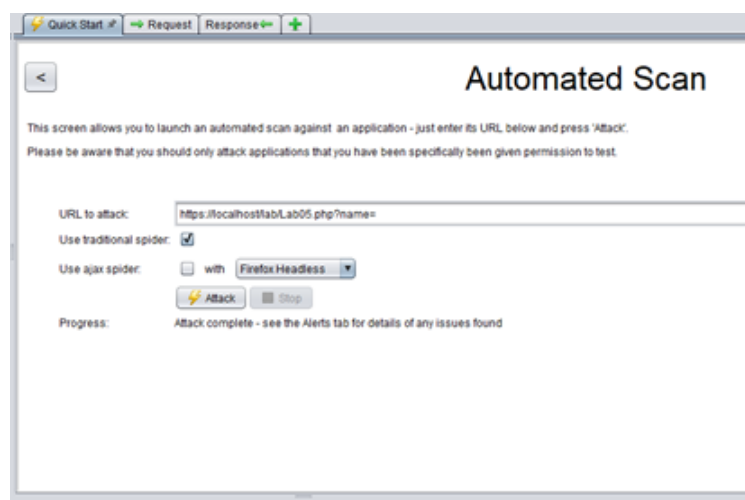 Quick Start Request Response
<
Automated Scan
This screen allows you to launch an automated scan against an application - just enter its URL below and press 'Attack'.
Please be aware that you should only attack applications that you have been specifically been given permission to test.
URL to attack: https://localhost/lab/Lab05.php?name=
Use traditional spider:
Use ajax spider: with Firefox Headless
Attack Stop
Progress: Attack complete - see the Alerts tab for details of any issues found